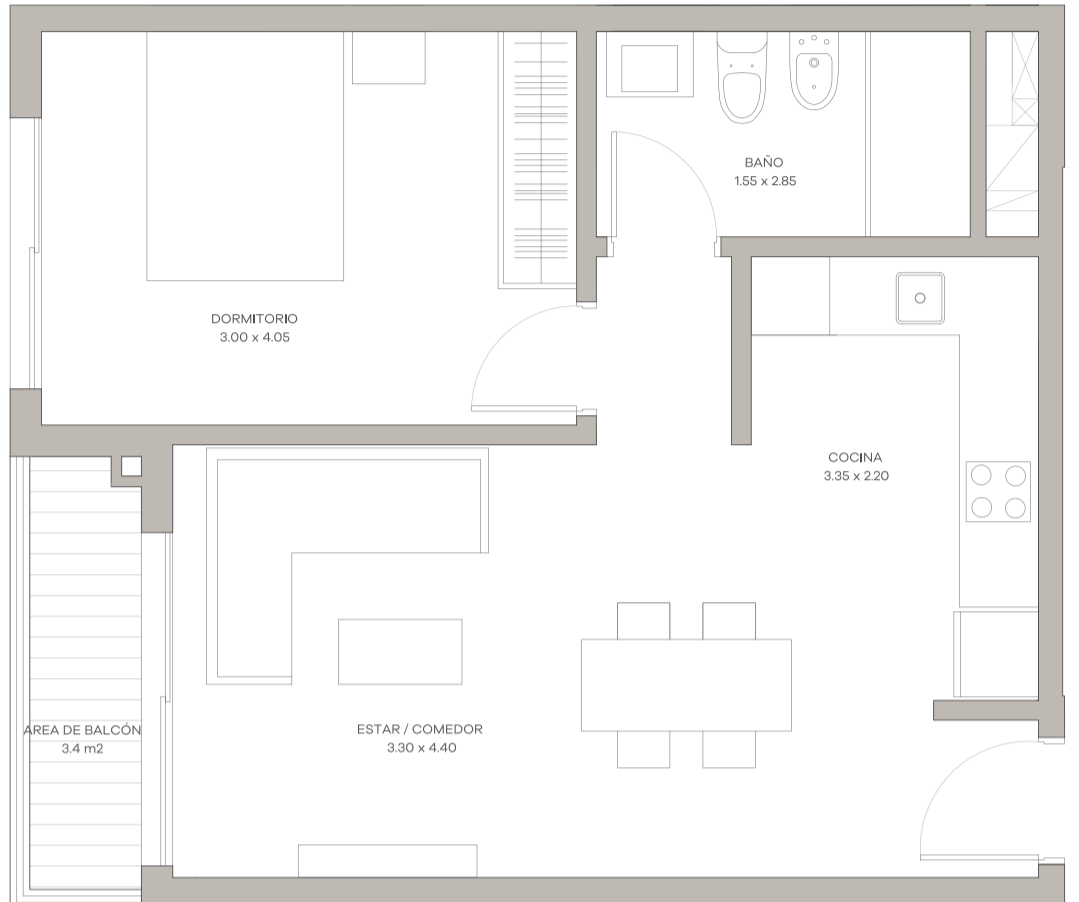 BAÑO
1.55 x 2.85
DORMITORIO
3.00 x 4.05
COCINA
3.35 x 2.20
AREA DE BALCÓN
3.4 m2
ESTAR / COMEDOR
3.30 x 4.40